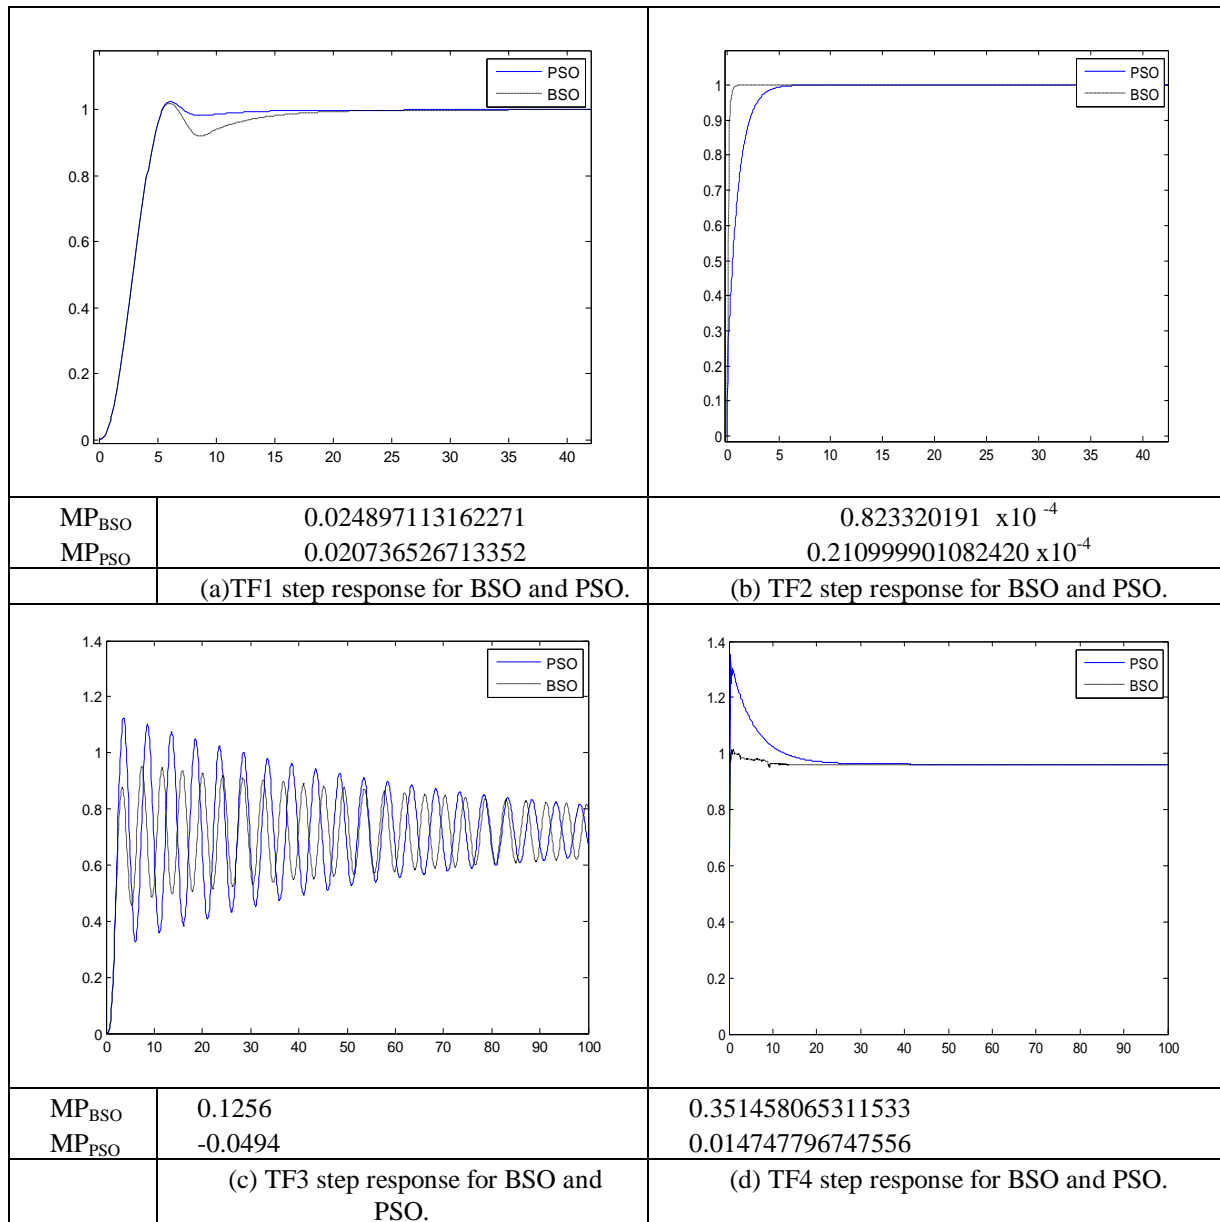 PSO
BSO
1
0.8
0.6
0.4
0.2
0
0 5 10 15 20 25 30 35 40
PSO
BSO
1
0.9
0.8
0.7
0.6
0.5
0.4
0.3
0.2
0.1
0
0 5 10 15 20 25 30 35 40
MPBSO 0.024897113162271 0.823320191 x10 -4
MPPSO 0.020736526713352 0.210999901082420 x10-4
(a)TF1 step response for BSO and PSO. (b) TF2 step response for BSO and PSO.
PSO
BSO
1.4
1.2
1
0.8
0.6
0.4
0.2
0
0 10 20 30 40 50 60 70 80 90 100
PSO
BSO
1.4
1.2
1
0.8
0.6
0.4
0.2
0
0 10 20 30 40 50 60 70 80 90 100
MPBSO 0.1256 0.351458065311533
MPPSO -0.0494 0.014747796747556
(c) TF3 step response for BSO and
PSO.
(d) TF4 step response for BSO and PSO.